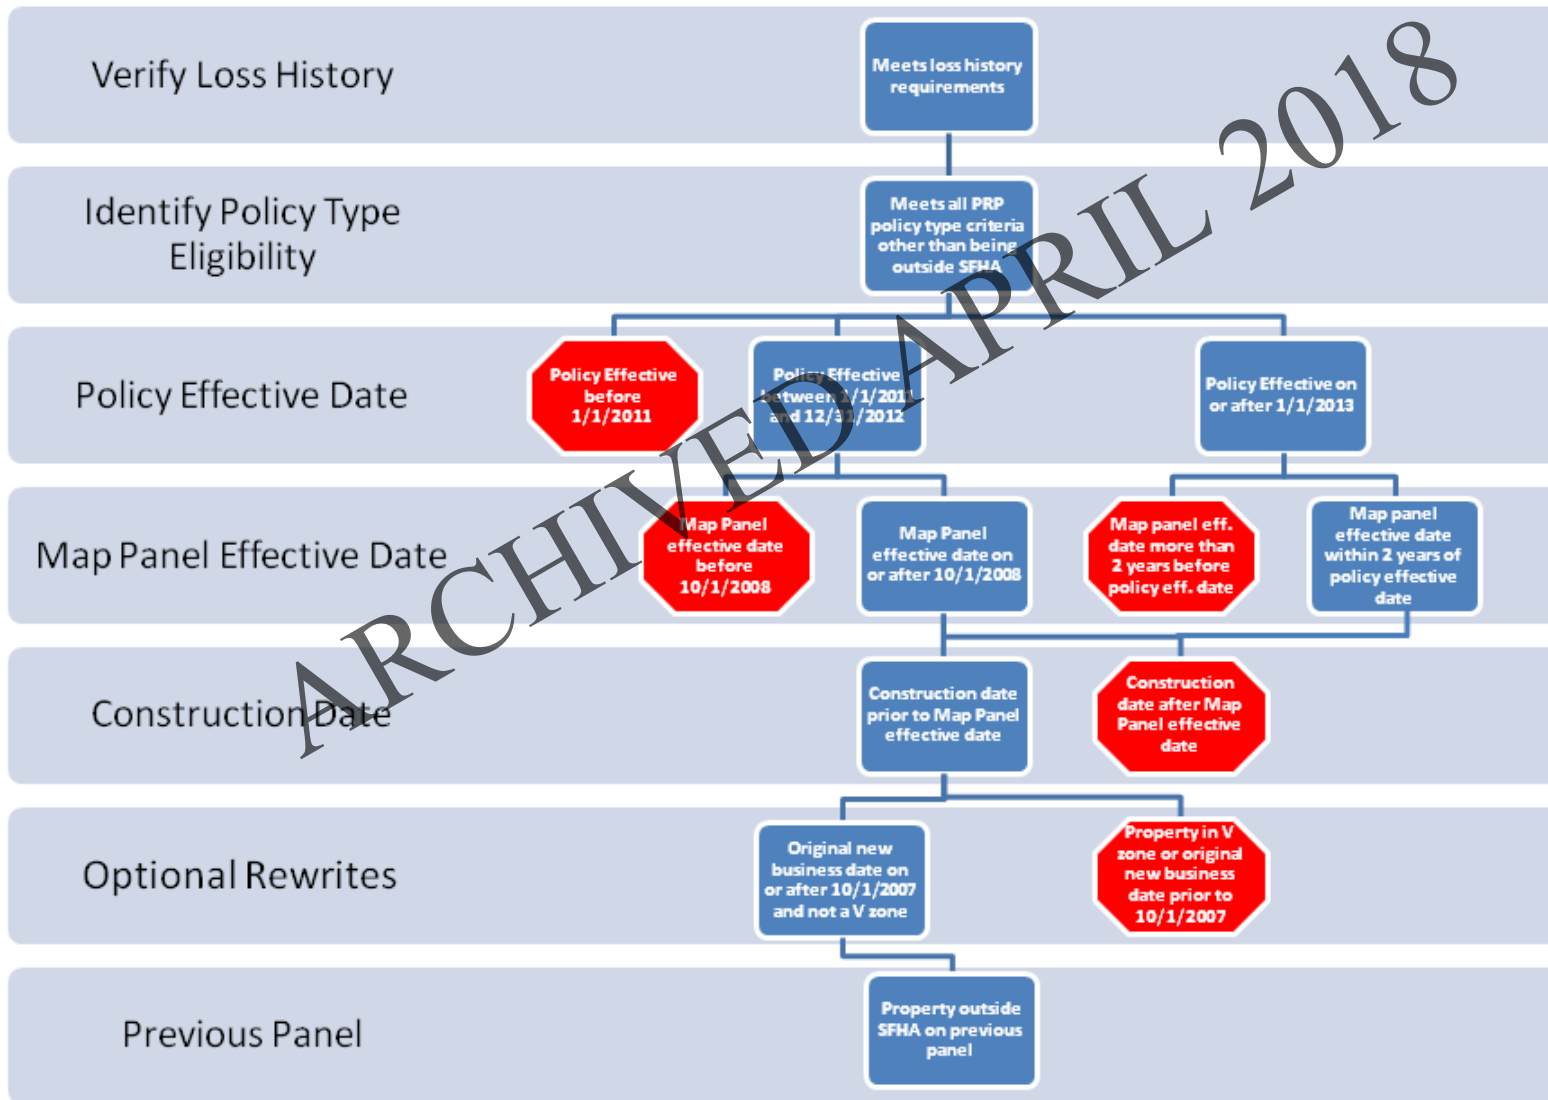 Verify Loss History
Meets loss history
requirements
Identify Policy Type
Eligibility
Meets all PRP
policy type criteria
other than being
outside SFHA
Policy Effective Date
Policy Effective
before
1/1/2011
Policy Effective
between 1/1/2011
and 12/31/2012
Policy Effective on
or after 1/1/2013
Map Panel Effective Date
Map Panel
effective date
before
10/1/2008
Map Panel
effective date on
or after 10/1/2008
Map panel eff.
date more than
2 years before
policy eff. date
Map panel
effective date
within 2 years of
policy effective
date
Construction Date
Construction date
prior to Map Panel
effective date
Construction
date after Map
Panel effective
date
Optional Rewrites
Original new
business date on
or after 10/1/2007
and not a V zone
Property in V
zone or original
new business
date prior to
10/1/2007
Previous Panel
Property outside
SFHA on previous
panel
ARCHIVED APRIL 2018